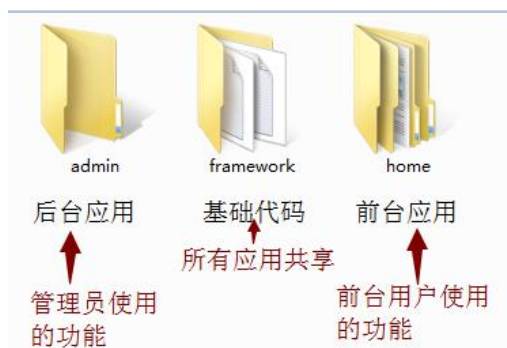 admin
framework
home
后台应用
基础代码
前台应用
所有应用共享
管理员使用
的功能
前台用户使用
的功能